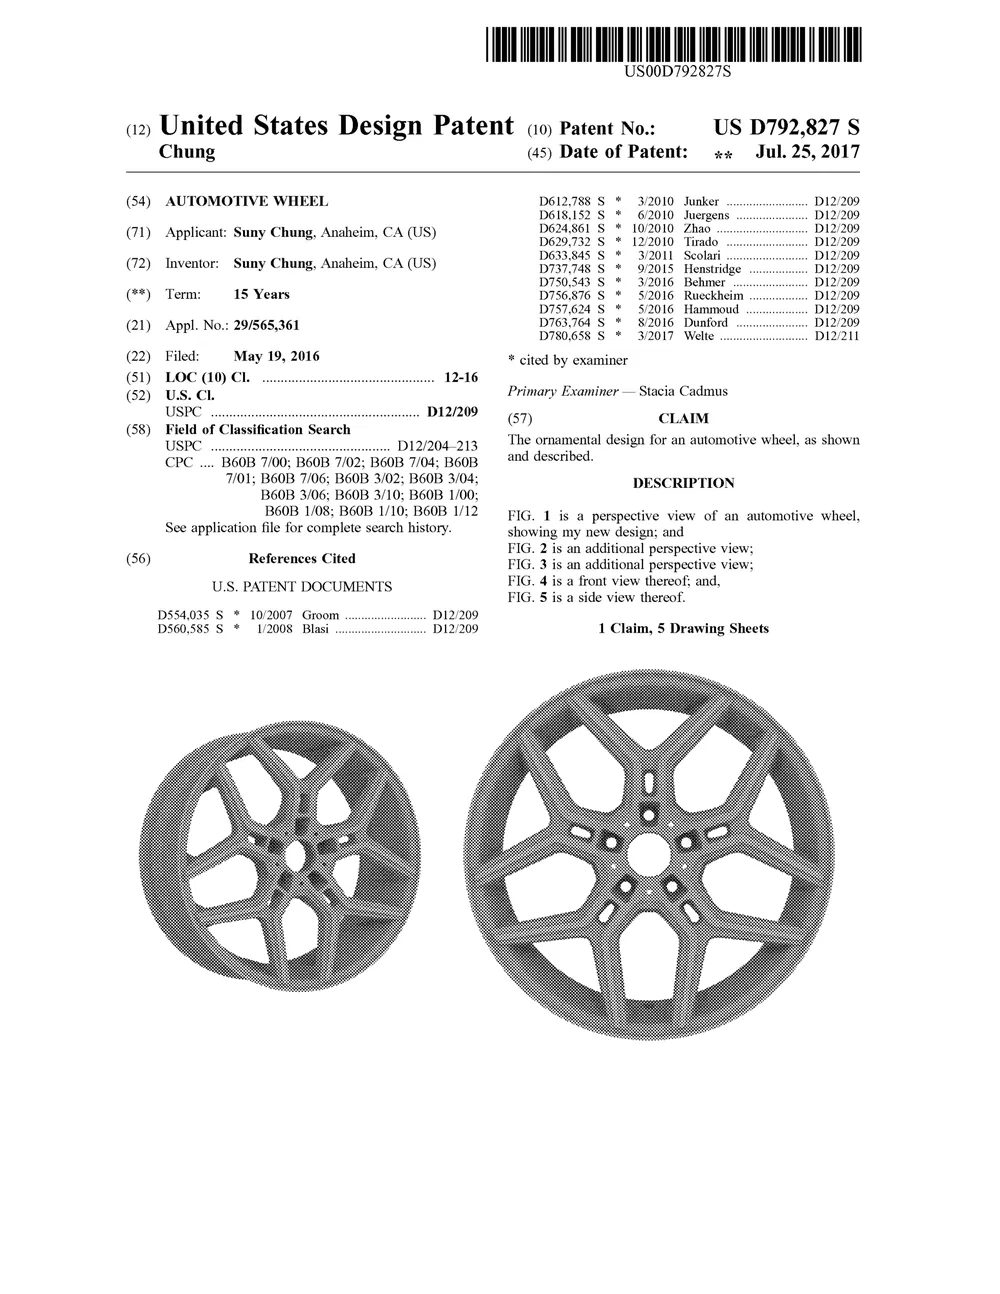 US00D792827S
(12) United States Design Patent
Chung
(10) Patent No.: US D792,827 S
(45) Date of Patent: ** Jul. 25, 2017
(54) AUTOMOTIVE WHEEL
(71) Applicant: Suny Chung, Anaheim, CA (US)
(72) Inventor: Suny Chung, Anaheim, CA (US)
(**) Term: 15 Years
(21) Appl. No.: 29/565,361
(22) Filed: May 19, 2016
(51) LOC (10) Cl. ............................................... 12-16
(52) U.S. Cl.
USPC ......................................................... D12/209
(58) Field of Classification Search
USPC ................................................. D12/204–213
CPC .... B60B 7/00; B60B 7/02; B60B 7/04; B60B
7/01; B60B 7/06; B60B 3/02; B60B 3/04;
B60B 3/06; B60B 3/10; B60B 1/00;
B60B 1/08; B60B 1/10; B60B 1/12
See application file for complete search history.
(56) References Cited
U.S. PATENT DOCUMENTS
D554,035 S * 10/2007 Groom ......................... D12/209
D560,585 S * 1/2008 Blasi ............................ D12/209
D612,788 S * 3/2010 Junker ......................... D12/209
D618,152 S * 6/2010 Juergens ...................... D12/209
D624,861 S * 10/2010 Zhao ............................ D12/209
D629,732 S * 12/2010 Tirado ......................... D12/209
D633,845 S * 3/2011 Scolari ......................... D12/209
D737,748 S * 9/2015 Henstridge .................. D12/209
D750,543 S * 3/2016 Behmer ....................... D12/209
D756,876 S * 5/2016 Rueckheim .................. D12/209
D757,624 S * 5/2016 Hammoud ................... D12/209
D763,764 S * 8/2016 Dunford ...................... D12/209
D780,658 S * 3/2017 Welte ........................... D12/211
* cited by examiner
Primary Examiner — Stacia Cadmus
(57) CLAIM
The ornamental design for an automotive wheel, as shown
and described.
DESCRIPTION
FIG. 1 is a perspective view of an automotive wheel,
showing my new design; and
FIG. 2 is an additional perspective view;
FIG. 3 is an additional perspective view;
FIG. 4 is a front view thereof; and,
FIG. 5 is a side view thereof.
1 Claim, 5 Drawing Sheets